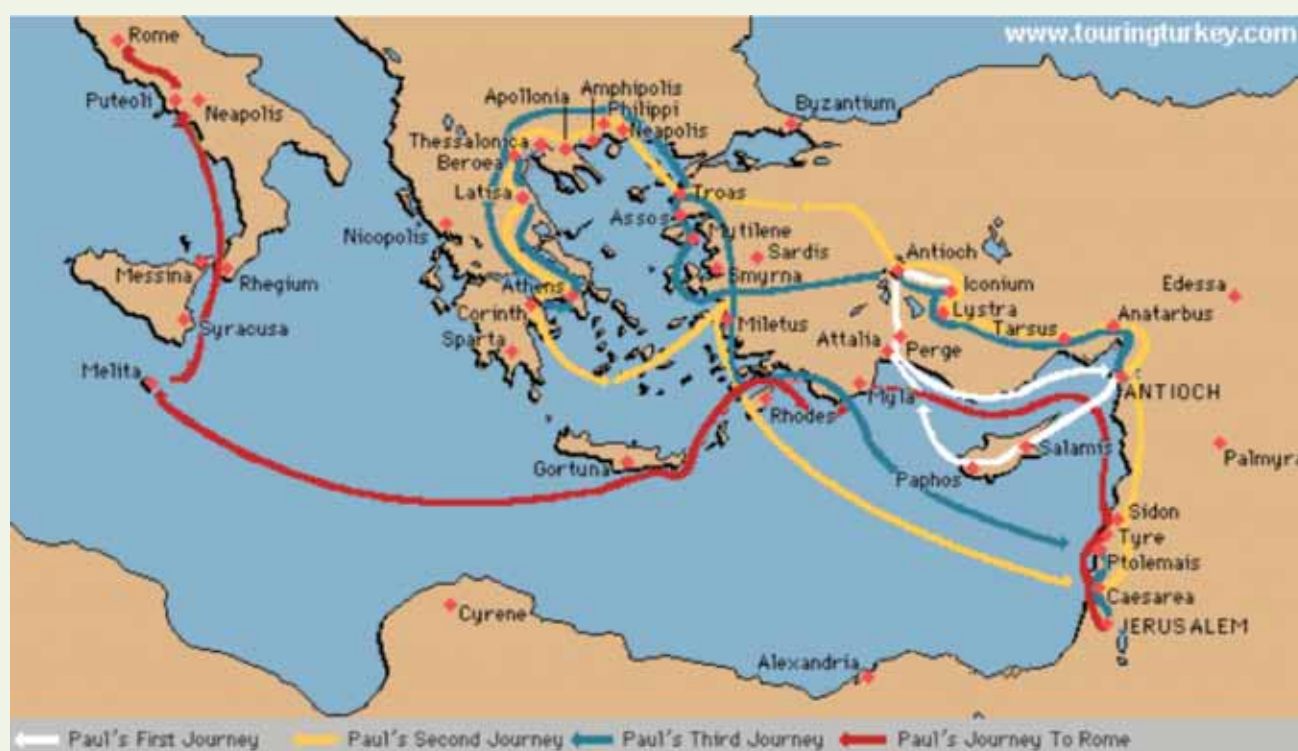 www.touringturkey.com
Rome
Puteoli
Neapolis
Messina
Rhegium
Syracusa
Melita
Nicopolis
Apollonia
Amphipolis
Philippi
Neapolis
Thessalonica
Beroea
Latisa
Athens
Corinth
Sparta
Gortuna
Byzantium
Troas
Assos
Mytilene
Sardis
Smyrna
Miletus
Rhodes
Antioch
Iconium
Lystra
Tarsus
Anatarbus
Edessa
Attalia
Perge
Myla
ANTIOCH
Salamis
Paphos
Palmyra
Sidon
Tyre
Ptolemais
Caesarea
JERUSALEM
Cyrene
Alexandria
Paul's First Journey
Paul's Second Journey
Paul's Third Journey
Paul's Journey To Rome